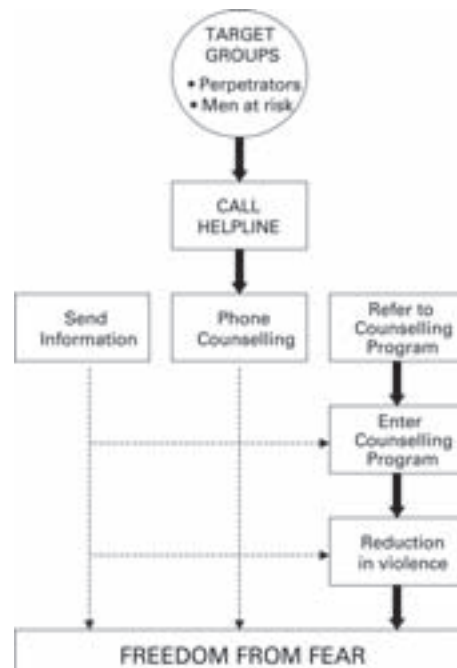 TARGET
GROUPS
• Perpetrators
• Men at risk
CALL
HELPLINE
Send
Information
Phone
Counselling
Refer to
Counselling
Program
Enter
Counselling
Program
Reduction
in violence
FREEDOM FROM FEAR